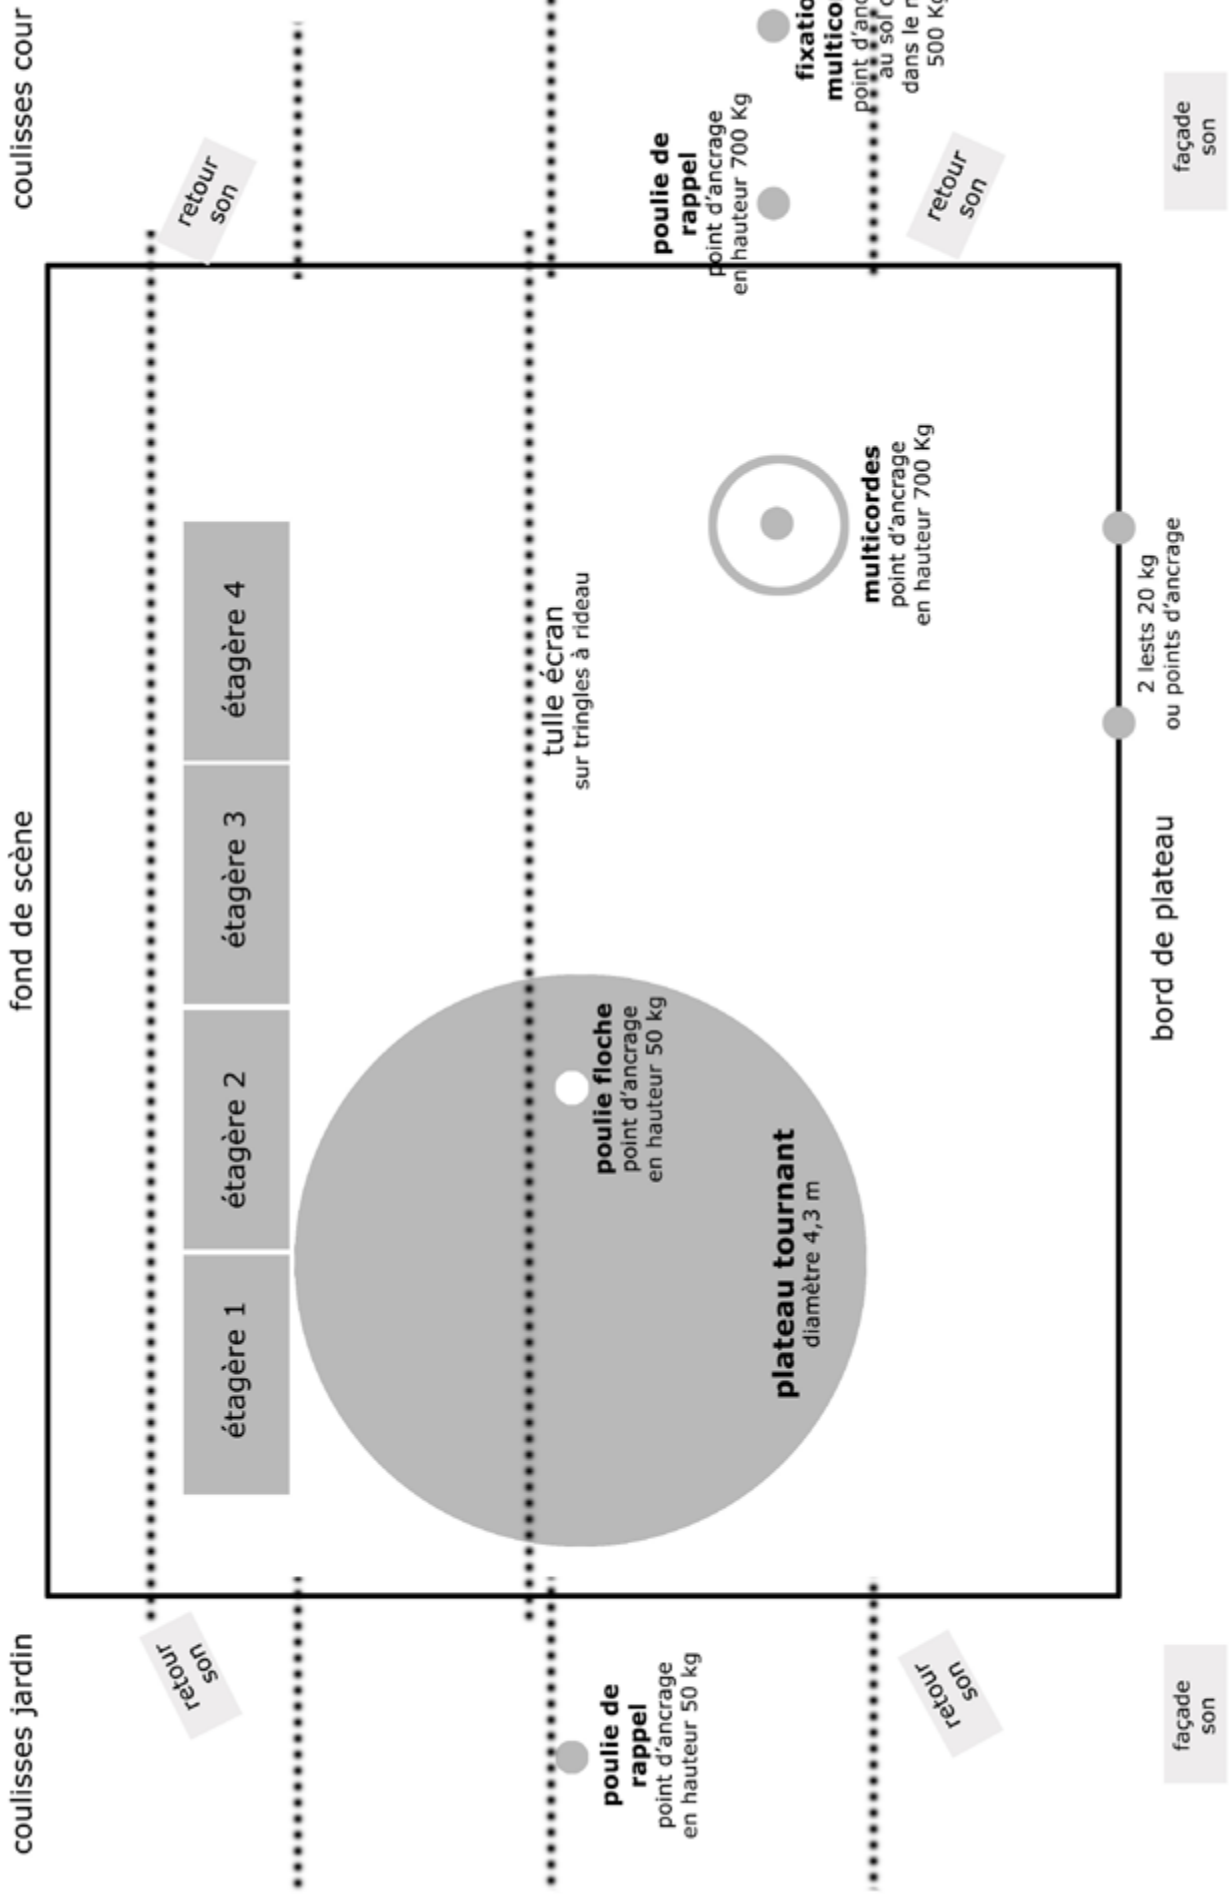 coulisses jardin
fond de scène
coulisses cour
retour
son
retour
son
étagère 1
étagère 2
étagère 3
étagère 4
tulle écran
sur tringles à rideau
poulie de
rappel
point d'ancrage
en hauteur 50 kg
poulie floche
point d'ancrage
en hauteur 50 kg
poulie de
rappel
point d'ancrage
en hauteur 700 Kg
plateau tournant
diamètre 4,3 m
multicordes
point d'ancrage
en hauteur 700 Kg
au sol
dans le
500 Kg
retour
son
retour
son
façade
son
bord de plateau
2 lests 20 kg
ou points d'ancrage
façade
son